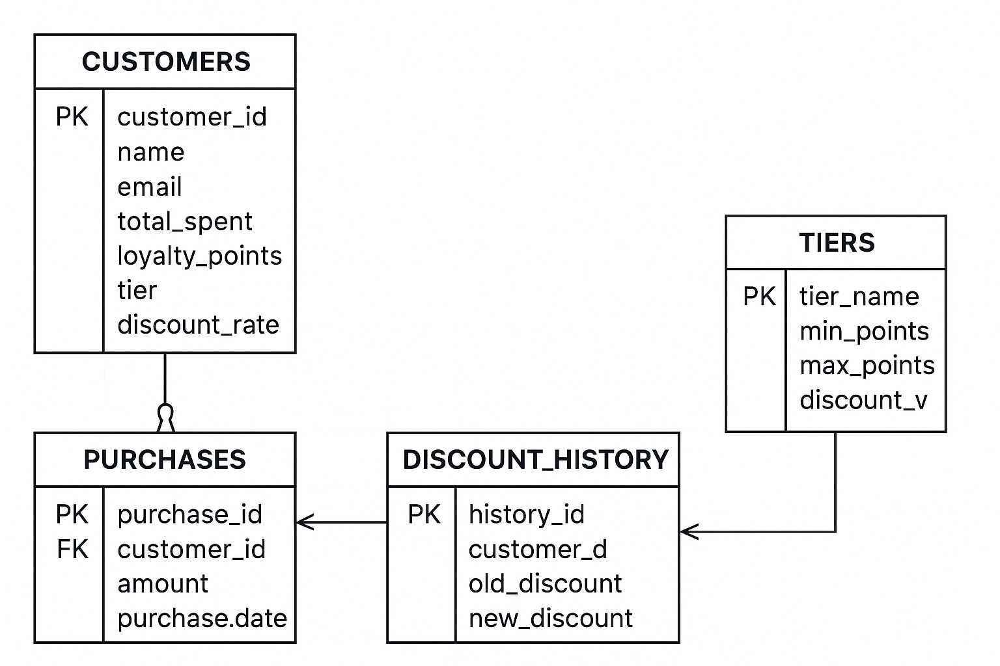 CUSTOMERS
PK customer_id
name
email
total_spent
loyalty_points
tier
discount_rate
TIERS
PK tier_name
min_points
max_points
discount_v
PURCHASES
PK purchase_id
FK customer_id
amount
purchase.date
DISCOUNT_HISTORY
PK history_id
customer_d
old_discount
new_discount